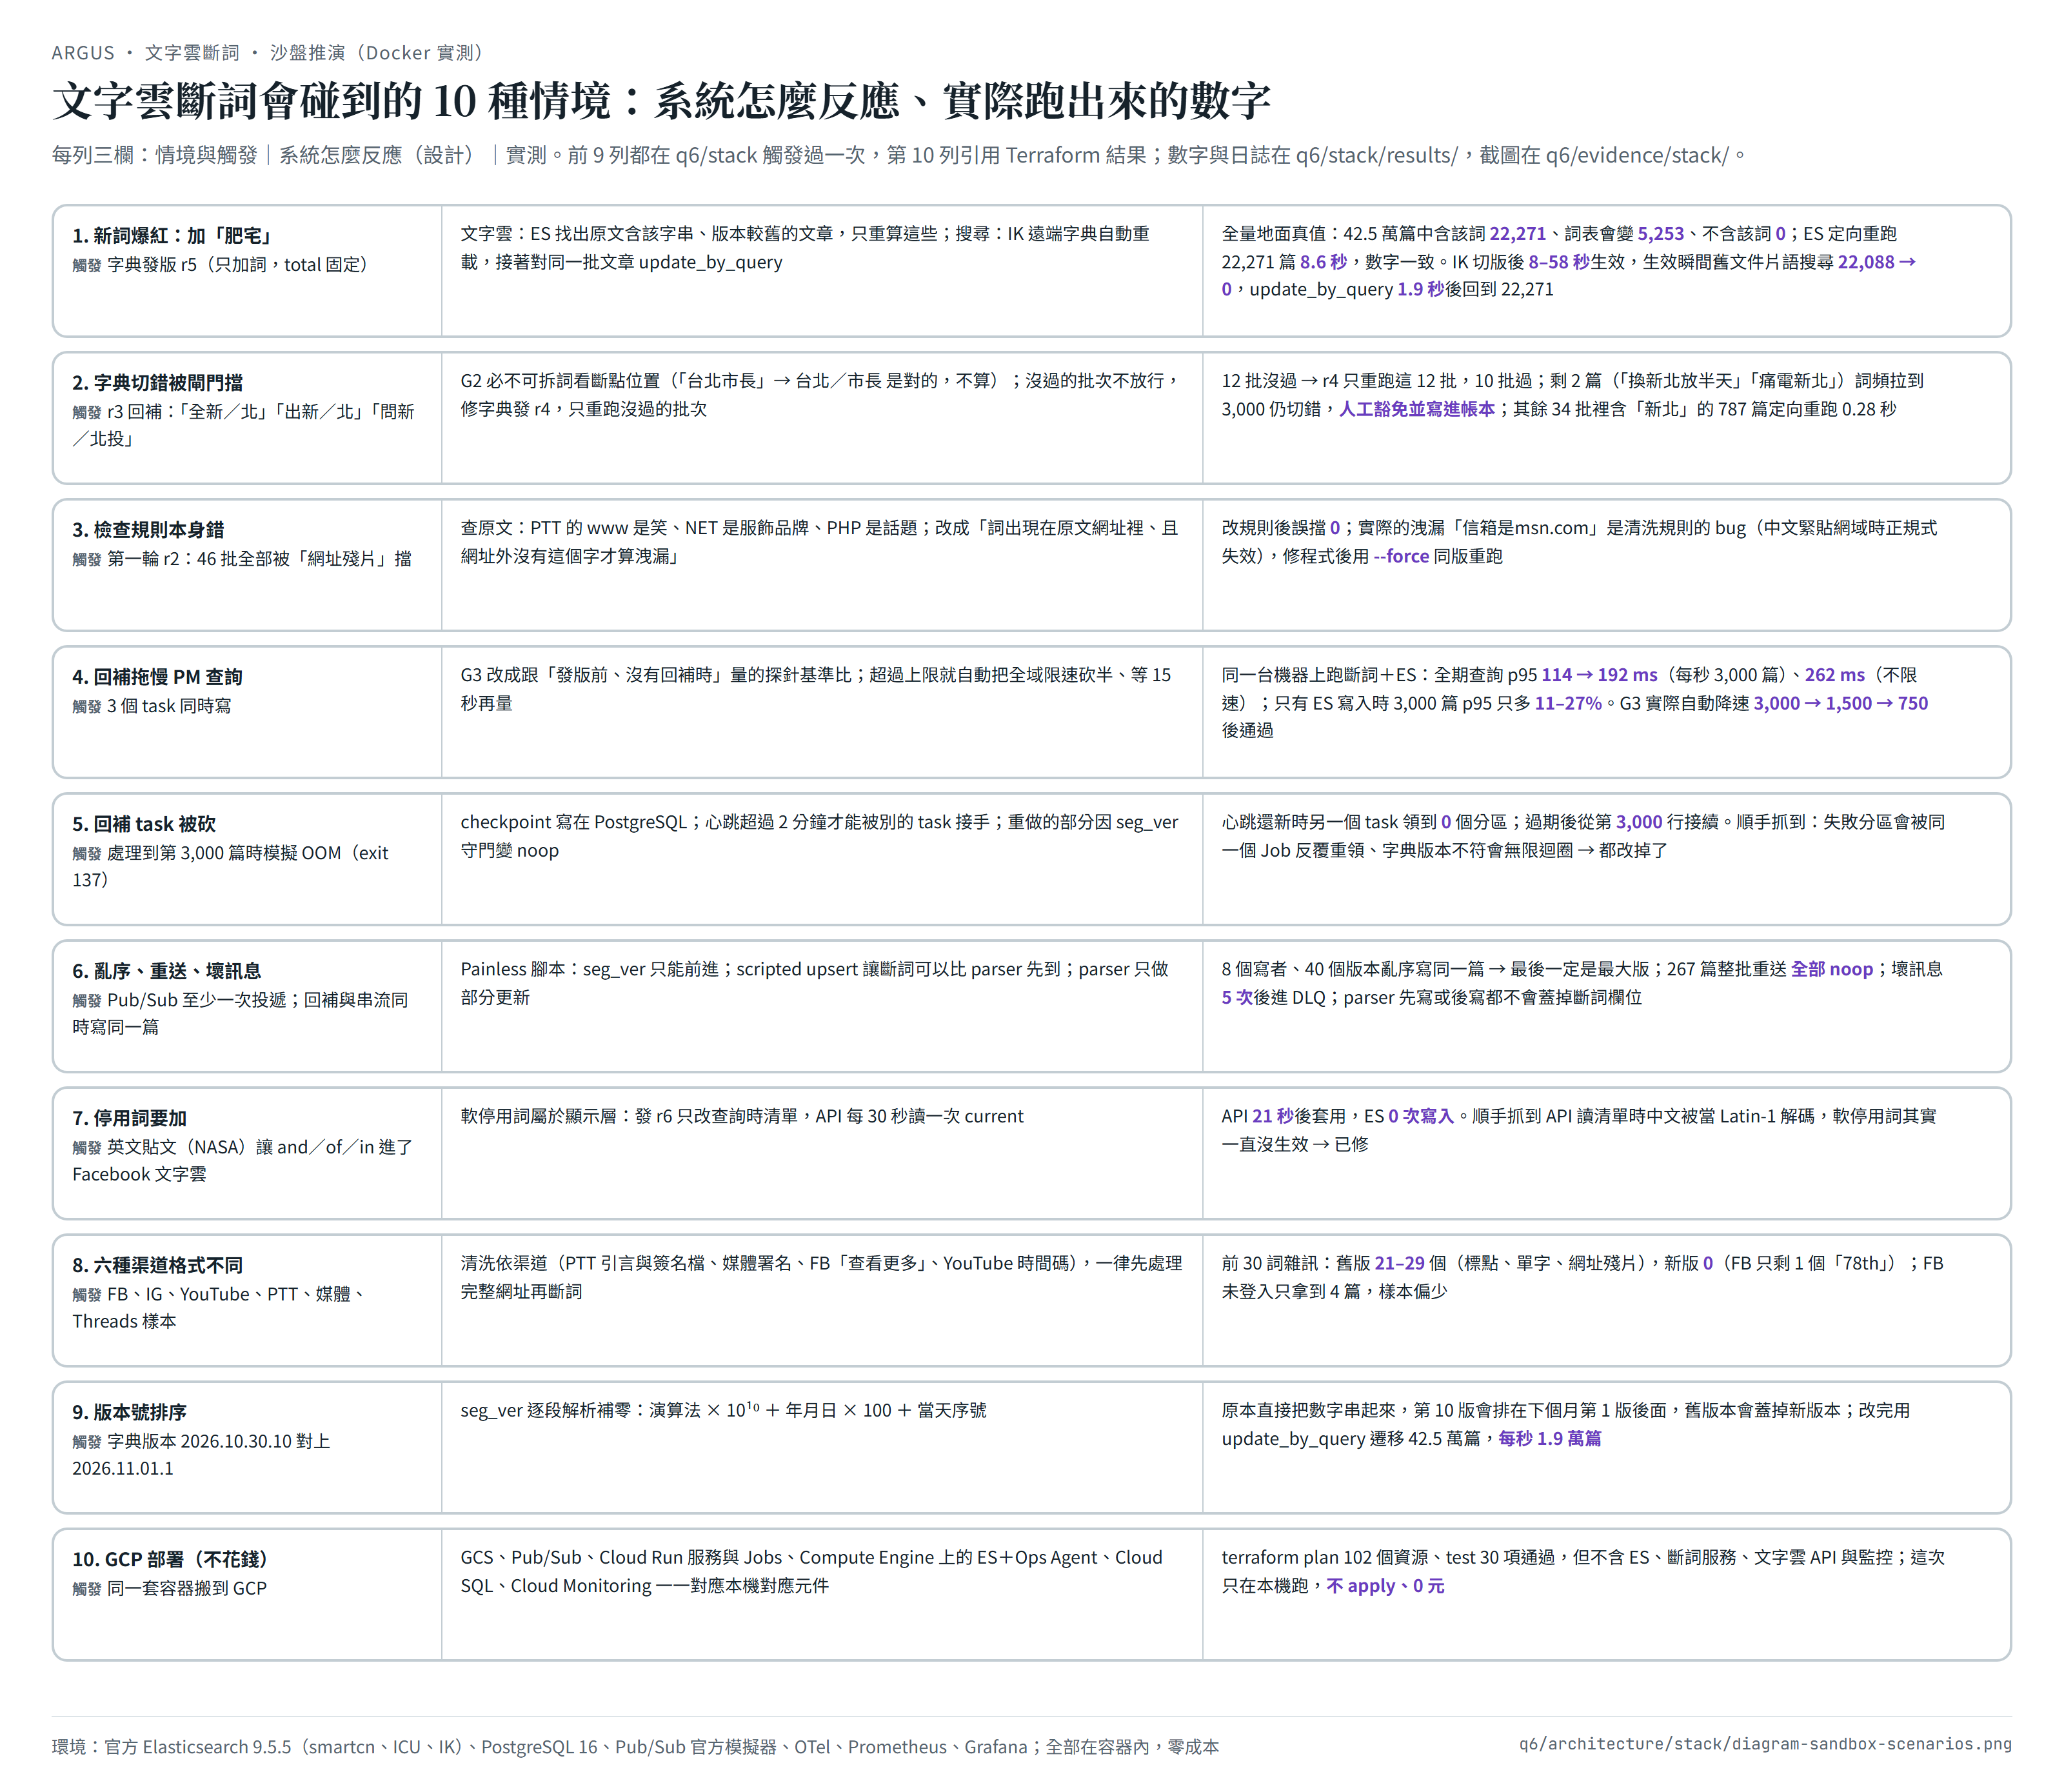 ARGUS · 文字雲斷詞 · 沙盤推演（Docker 實測）
文字雲斷詞會碰到的 10 種情境：系統怎麼反應、實際跑出來的數字
每列三欄：情境與觸發｜系統怎麼反應（設計）｜實測。前 9 列都在 q6/stack 觸發過一次，第 10 列引用 Terraform 結果；數字與日誌在 q6/stack/results/，截圖在 q6/evidence/stack/。
1. 新詞爆紅：加「肥宅」
觸發 字典發版 r5（只加詞，total 固定）
文字雲：ES 找出原文含該字串、版本較舊的文章，只重算這些；搜尋：IK 遠端字典自動重
載，接著對同一批文章 update_by_query
全量地面真值：42.5 萬篇中含該詞 22,271、詞表會變 5,253、不含該詞 0；ES 定向重跑
22,271 篇 8.6 秒，數字一致。IK 切版後 8–58 秒生效，生效瞬間舊文件片語搜尋 22,088 →
0，update_by_query 1.9 秒後回到 22,271
2. 字典切錯被閘門擋
觸發 r3 回補：「全新／北」「出新／北」「問新
／北投」
G2 必不可拆詞看斷點位置（「台北市長」→ 台北／市長 是對的，不算）；沒過的批次不放行，
修字典發 r4，只重跑沒過的批次
12 批沒過 → r4 只重跑這 12 批，10 批過；剩 2 篇（「換新北放半天」「痛電新北」）詞頻拉到
3,000 仍切錯，人工豁免並寫進帳本；其餘 34 批裡含「新北」的 787 篇定向重跑 0.28 秒
3. 檢查規則本身錯
觸發 第一輪 r2：46 批全部被「網址殘片」擋
查原文：PTT 的 www 是笑、NET 是服飾品牌、PHP 是話題；改成「詞出現在原文網址裡、且
網址外沒有這個字才算洩漏」
改規則後誤擋 0；實際的洩漏「信箱是msn.com」是清洗規則的 bug（中文緊貼網域時正規式
失效），修程式後用 --force 同版重跑
4. 回補拖慢 PM 查詢
觸發 3 個 task 同時寫
G3 改成跟「發版前、沒有回補時」量的探針基準比；超過上限就自動把全域限速砍半、等 15
秒再量
同一台機器上跑斷詞＋ES：全期查詢 p95 114 → 192 ms（每秒 3,000 篇）、262 ms（不限
速）；只有 ES 寫入時 3,000 篇 p95 只多 11–27%。G3 實際自動降速 3,000 → 1,500 → 750
後通過
5. 回補 task 被砍
觸發 處理到第 3,000 篇時模擬 OOM（exit
137）
checkpoint 寫在 PostgreSQL；心跳超過 2 分鐘才能被別的 task 接手；重做的部分因 seg_ver
守門變 noop
心跳還新時另一個 task 領到 0 個分區；過期後從第 3,000 行接續。順手抓到：失敗分區會被同
一個 Job 反覆重領、字典版本不符會無限迴圈 → 都改掉了
6. 亂序、重送、壞訊息
觸發 Pub/Sub 至少一次投遞；回補與串流同
時寫同一篇
Painless 腳本：seg_ver 只能前進；scripted upsert 讓斷詞可以比 parser 先到；parser 只做
部分更新
8 個寫者、40 個版本亂序寫同一篇 → 最後一定是最大版；267 篇整批重送 全部 noop；壞訊息
5 次後進 DLQ；parser 先寫或後寫都不會蓋掉斷詞欄位
7. 停用詞要加
觸發 英文貼文（NASA）讓 and／of／in 進了
Facebook 文字雲
軟停用詞屬於顯示層：發 r6 只改查詢時清單，API 每 30 秒讀一次 current
API 21 秒後套用，ES 0 次寫入。順手抓到 API 讀清單時中文被當 Latin-1 解碼，軟停用詞其實
一直沒生效 → 已修
8. 六種渠道格式不同
觸發 FB、IG、YouTube、PTT、媒體、
Threads 樣本
清洗依渠道（PTT 引言與簽名檔、媒體署名、FB「查看更多」、YouTube 時間碼），一律先處理
完整網址再斷詞
前 30 詞雜訊：舊版 21–29 個（標點、單字、網址殘片），新版 0（FB 只剩 1 個「78th」）；FB
未登入只拿到 4 篇，樣本偏少
9. 版本號排序
觸發 字典版本 2026.10.30.10 對上
2026.11.01.1
seg_ver 逐段解析補零：演算法 × 10¹⁰ ＋ 年月日 × 100 ＋ 當天序號
原本直接把數字串起來，第 10 版會排在下個月第 1 版後面，舊版本會蓋掉新版本；改完用
update_by_query 遷移 42.5 萬篇，每秒 1.9 萬篇
10. GCP 部署（不花錢）
觸發 同一套容器搬到 GCP
GCS、Pub/Sub、Cloud Run 服務與 Jobs、Compute Engine 上的 ES＋Ops Agent、Cloud
SQL、Cloud Monitoring 一一對應本機對應元件
terraform plan 102 個資源、test 30 項通過，但不含 ES、斷詞服務、文字雲 API 與監控；這次
只在本機跑，不 apply、0 元
環境：官方 Elasticsearch 9.5.5（smartcn、ICU、IK）、PostgreSQL 16、Pub/Sub 官方模擬器、OTel、Prometheus、Grafana；全部在容器內，零成本
q6/architecture/stack/diagram-sandbox-scenarios.png